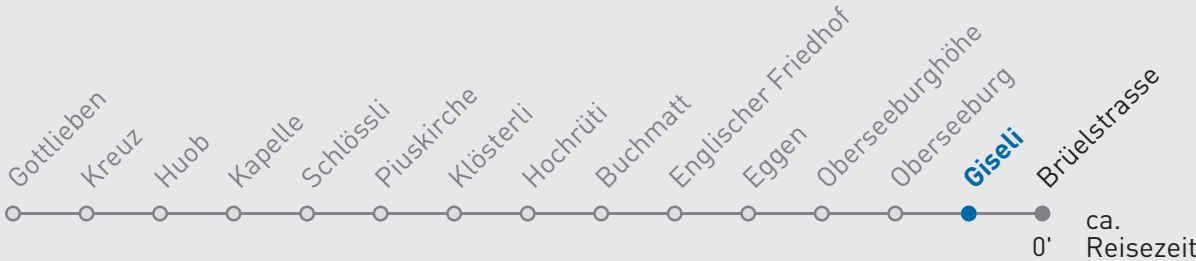 Gottlieben
Kreuz
Huob
Kapelle
Schlössli
Piuskirche
Klösterli
Hochrüti
Buchmatt
Englischer Friedhof
Eggen
Oberseeburghöhe
Oberseeburg
Giseli
Brüelstrasse
ca.
0' Reisezeit